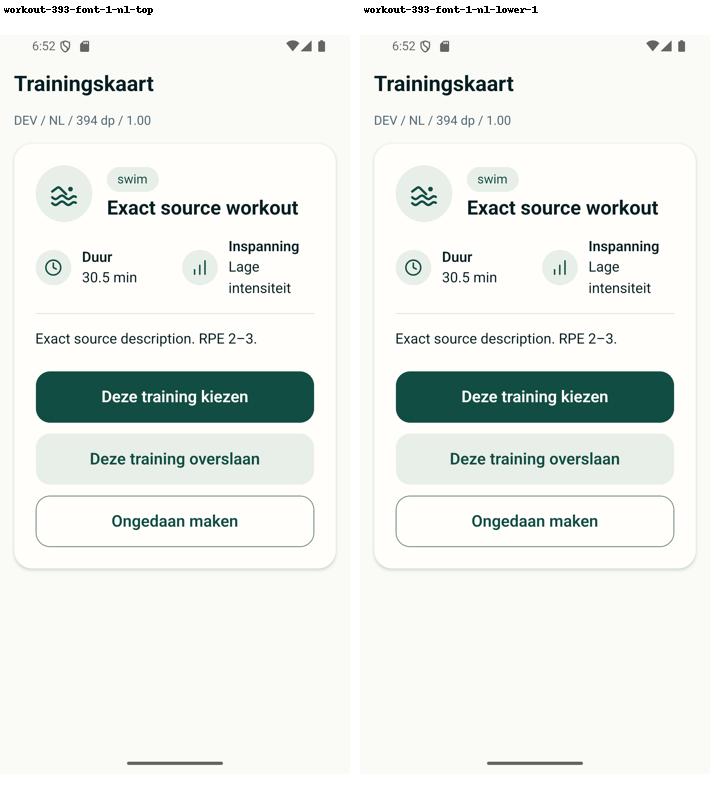 workout-393-font-1-nl-top
6:52
Trainingskaart
DEV / NL / 394 dp / 1.00
swim
Exact source workout
Duur
30.5 min
Inspanning
Lage
intensiteit
Exact source description. RPE 2–3.
Deze training kiezen
Deze training overslaan
Ongedaan maken
workout-393-font-1-nl-lower-1
6:52
Trainingskaart
DEV / NL / 394 dp / 1.00
swim
Exact source workout
Duur
30.5 min
Inspanning
Lage
intensiteit
Exact source description. RPE 2–3.
Deze training kiezen
Deze training overslaan
Ongedaan maken